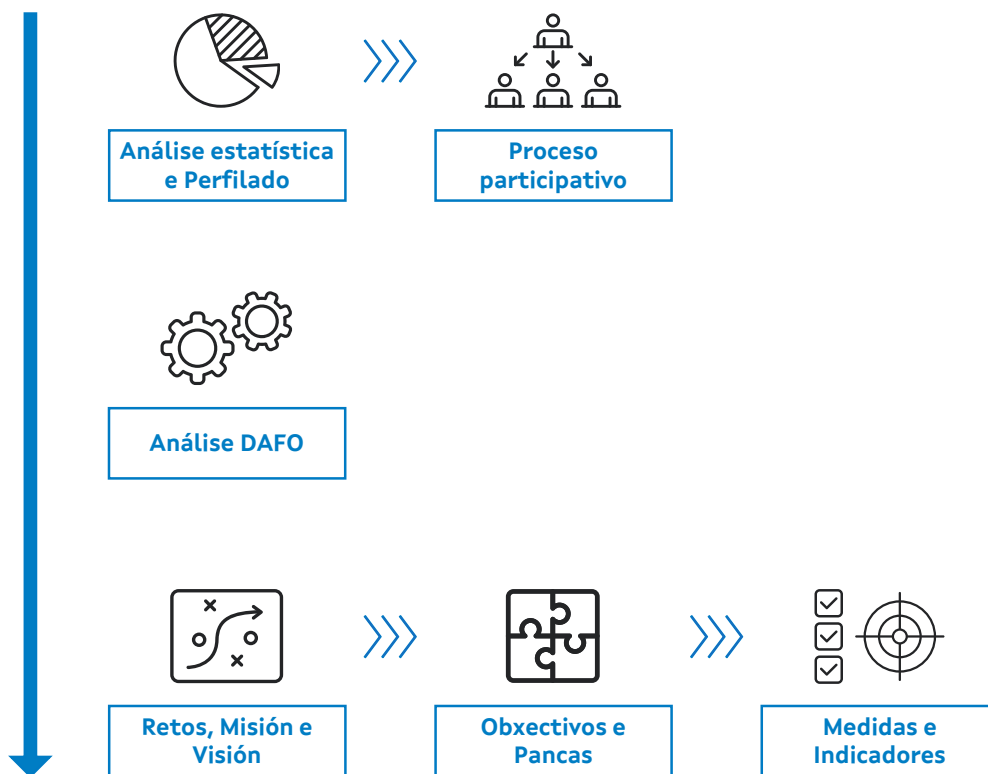 Análise estatística
e Perfilado
Proceso
participativo
Análise DAFO
Retos, Misión e
Visión
Obxectivos e
Pancas
Medidas e
Indicadores